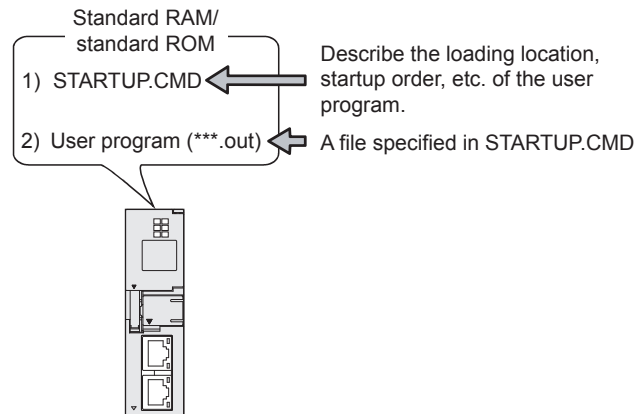 Standard RAM/
standard ROM
1) STARTUP.CMD
Describe the loading location,
startup order, etc. of the user
program.
2) User program (***.out)
A file specified in STARTUP.CMD